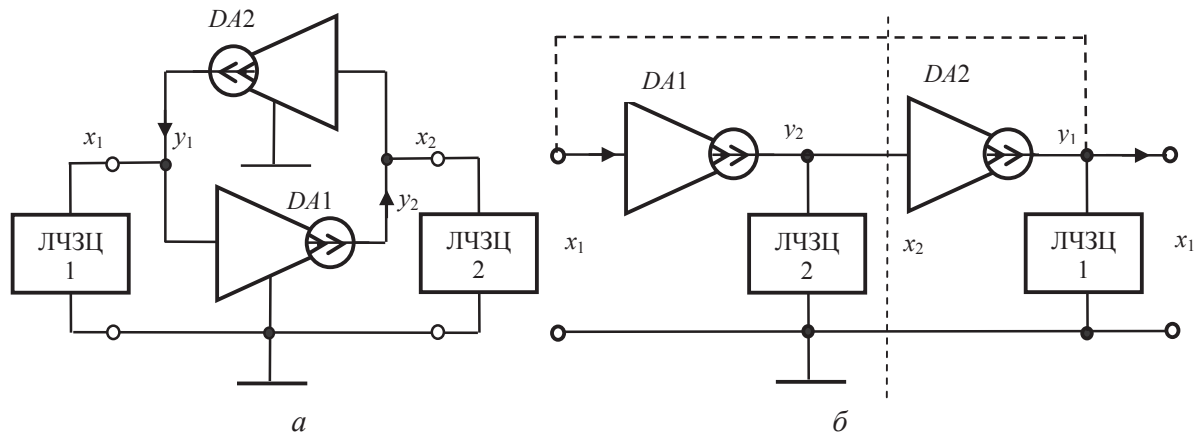 DA2
x₁
y₁
x₂
DA1
y₂
ЛЧЗЦ
1
ЛЧЗЦ
2
а
DA1
DA2
y₂
y₁
x₁
ЛЧЗЦ
2
x₂
ЛЧЗЦ
1
x₁
б